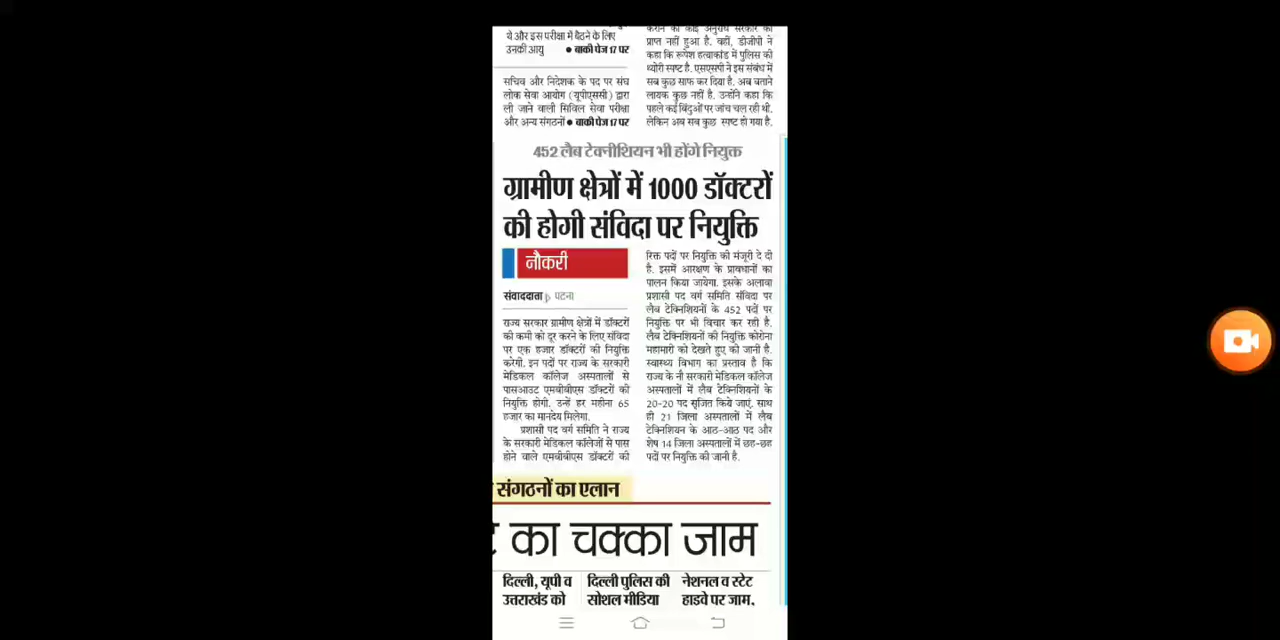 थे और इस परीक्षा में बैठने के लिए
उनकी आयु ● बाकी पेज 17 पर
सचिव और निदेशक के पद पर संघ
लोक सेवा आयोग (यूपीएससी) द्वारा
ली जाने वाली सिविल सेवा परीक्षा
और अन्य संगठनों ● बाकी पेज 17 पर
प्राप्त नहीं हुआ है. वहीं, डीजीपी ने
कहा कि रूपेश हत्याकांड में पुलिस की
थ्योरी स्पष्ट है. एसएसपी ने इस संबंध में
सब कुछ साफ कर दिया है. अब बताने
लायक कुछ नहीं है. उन्होंने कहा कि
पहले कई बिंदुओं पर जांच चल रही थी.
लेकिन अब सब कुछ स्पष्ट हो गया है.
452 लैब टेक्नीशियन भी होंगे नियुक्त
ग्रामीण क्षेत्रों में 1000 डॉक्टरों
की होगी संविदा पर नियुक्ति
नौकरी
संवाददाता पटना
राज्य सरकार ग्रामीण क्षेत्रों में डॉक्टरों
की कमी को दूर करने के लिए संविदा
पर एक हजार डॉक्टरों की नियुक्ति
करेगी. इन पदों पर राज्य के सरकारी
मेडिकल कॉलेज अस्पतालों से
पासआउट एमबीबीएस डॉक्टरों की
नियुक्ति होगी. उन्हें हर महीना 65
हजार का मानदेय मिलेगा.
प्रशासी पद वर्ग समिति ने राज्य
के सरकारी मेडिकल कॉलेजों से पास
होने वाले एमबीबीएस डॉक्टरों की
रिक्त पदों पर नियुक्ति की मंजूरी दे दी
है. इसमें आरक्षण के प्रावधानों का
पालन किया जायेगा. इसके अलावा
प्रशासी पद वर्ग समिति संविदा पर
लैब टेक्निशियनों के 452 पदों पर
नियुक्ति पर भी विचार कर रही है.
लैब टेक्निशियनों की नियुक्ति कोरोना
महामारी को देखते हुए की जानी है.
स्वास्थ्य विभाग का प्रस्ताव है कि
राज्य के नौ सरकारी मेडिकल कॉलेज
अस्पतालों में लैब टेक्निशियनों के
20-20 पद सृजित किये जाएं. साथ
ही 21 जिला अस्पतालों में लैब
टेक्निशियन के आठ-आठ पद और
शेष 14 जिला अस्पतालों में छह-छह
पदों पर नियुक्ति की जानी है.
संगठनों का एलान
का चक्का जाम
दिल्ली, यूपी व
उत्तराखंड को
दिल्ली पुलिस की
सोशल मीडिया
नेशनल व स्टेट
हाइवे पर जाम,